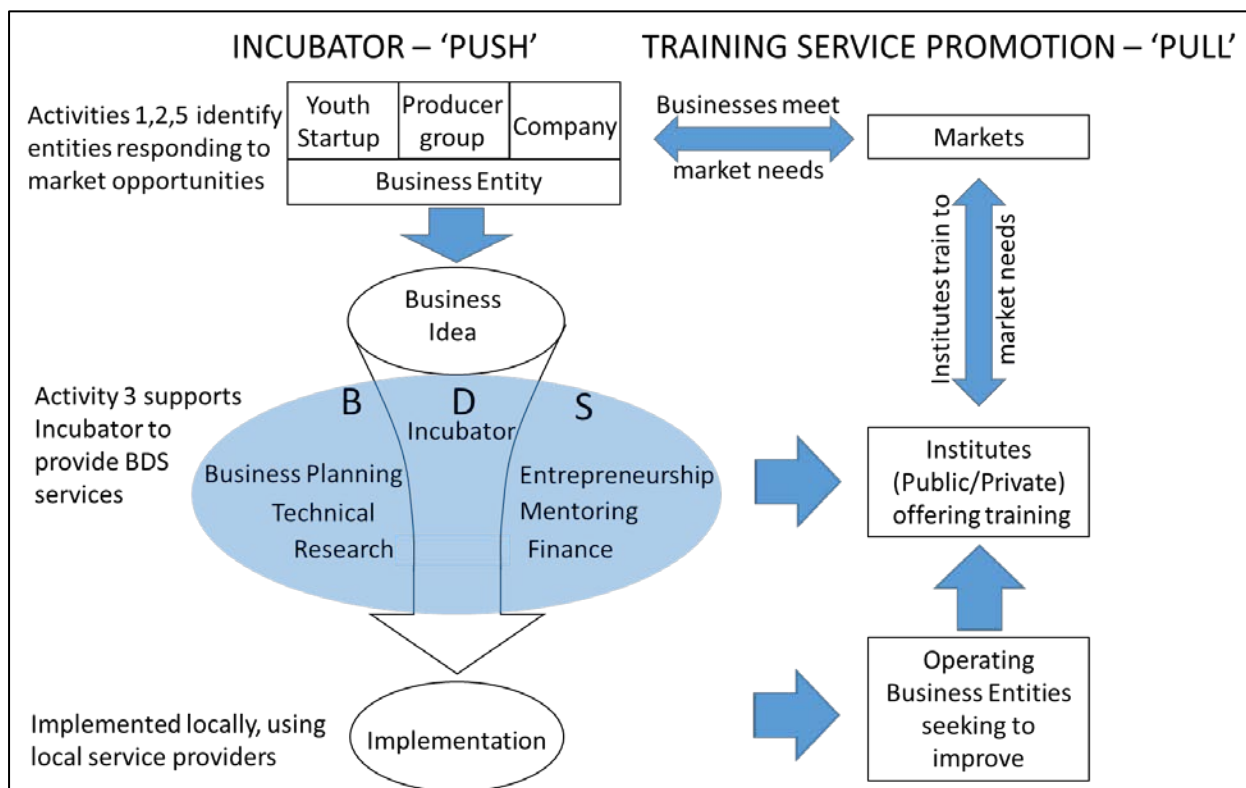 INCUBATOR – ‘PUSH’
TRAINING SERVICE PROMOTION – ‘PULL’
Activities 1,2,5 identify
entities responding to
market opportunities
Youth
Startup
Producer
group
Company
Business Entity
Businesses meet
market needs
Markets
Institutes train to
market needs
Business
Idea
Activity 3 supports
Incubator to
provide BDS
services
B D S
Incubator
Business Planning
Technical
Research
Entrepreneurship
Mentoring
Finance
Institutes
(Public/Private)
offering training
Implemented locally, using
local service providers
Implementation
Operating
Business Entities
seeking to
improve